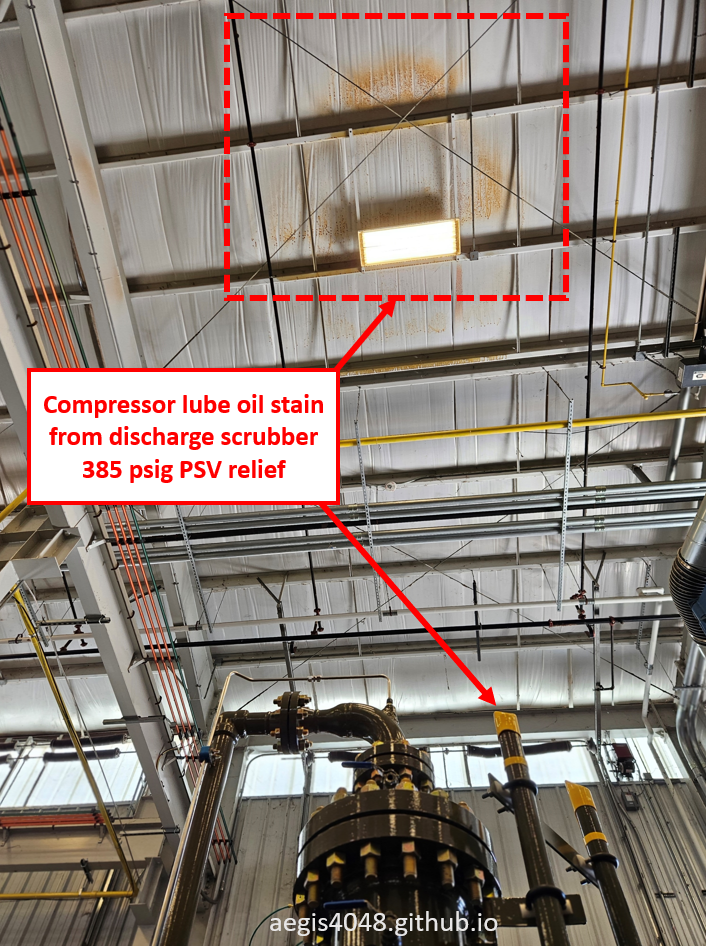 Compressor lube oil stain
from discharge scrubber
385 psig PSV relief
aegis4048.github.io